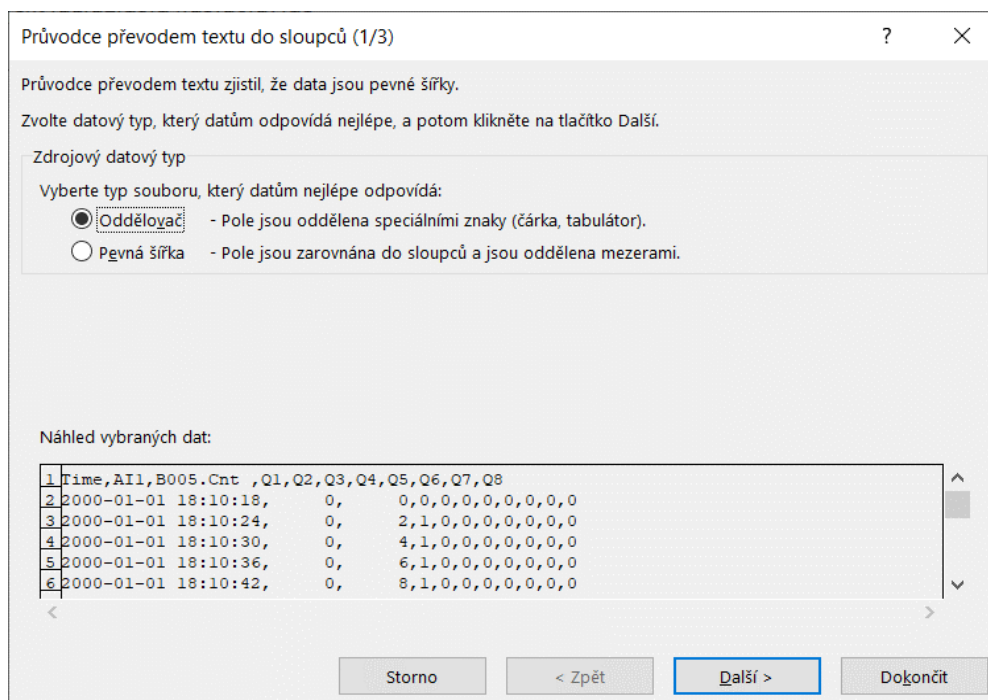 Průvodce převodem textu do sloupců (1/3) ? ✕
Průvodce převodem textu zjistil, že data jsou pevné šířky.
Zvolte datový typ, který datům odpovídá nejlépe, a potom klikněte na tlačítko Další.
Zdrojový datový typ
Vyberte typ souboru, který datům nejlépe odpovídá:
Oddělovač - Pole jsou oddělena speciálními znaky (čárka, tabulátor).
Pevná šířka - Pole jsou zarovnána do sloupců a jsou oddělena mezerami.
Náhled vybraných dat:
1 Time,AI1,B005.Cnt ,Q1,Q2,Q3,Q4,Q5,Q6,Q7,Q8
2 2000-01-01 18:10:18,     0,     0,0,0,0,0,0,0,0,0
3 2000-01-01 18:10:24,     0,     2,1,0,0,0,0,0,0,0
4 2000-01-01 18:10:30,     0,     4,1,0,0,0,0,0,0,0
5 2000-01-01 18:10:36,     0,     6,1,0,0,0,0,0,0,0
6 2000-01-01 18:10:42,     0,     8,1,0,0,0,0,0,0,0
Storno < Zpět Další > Dokončit